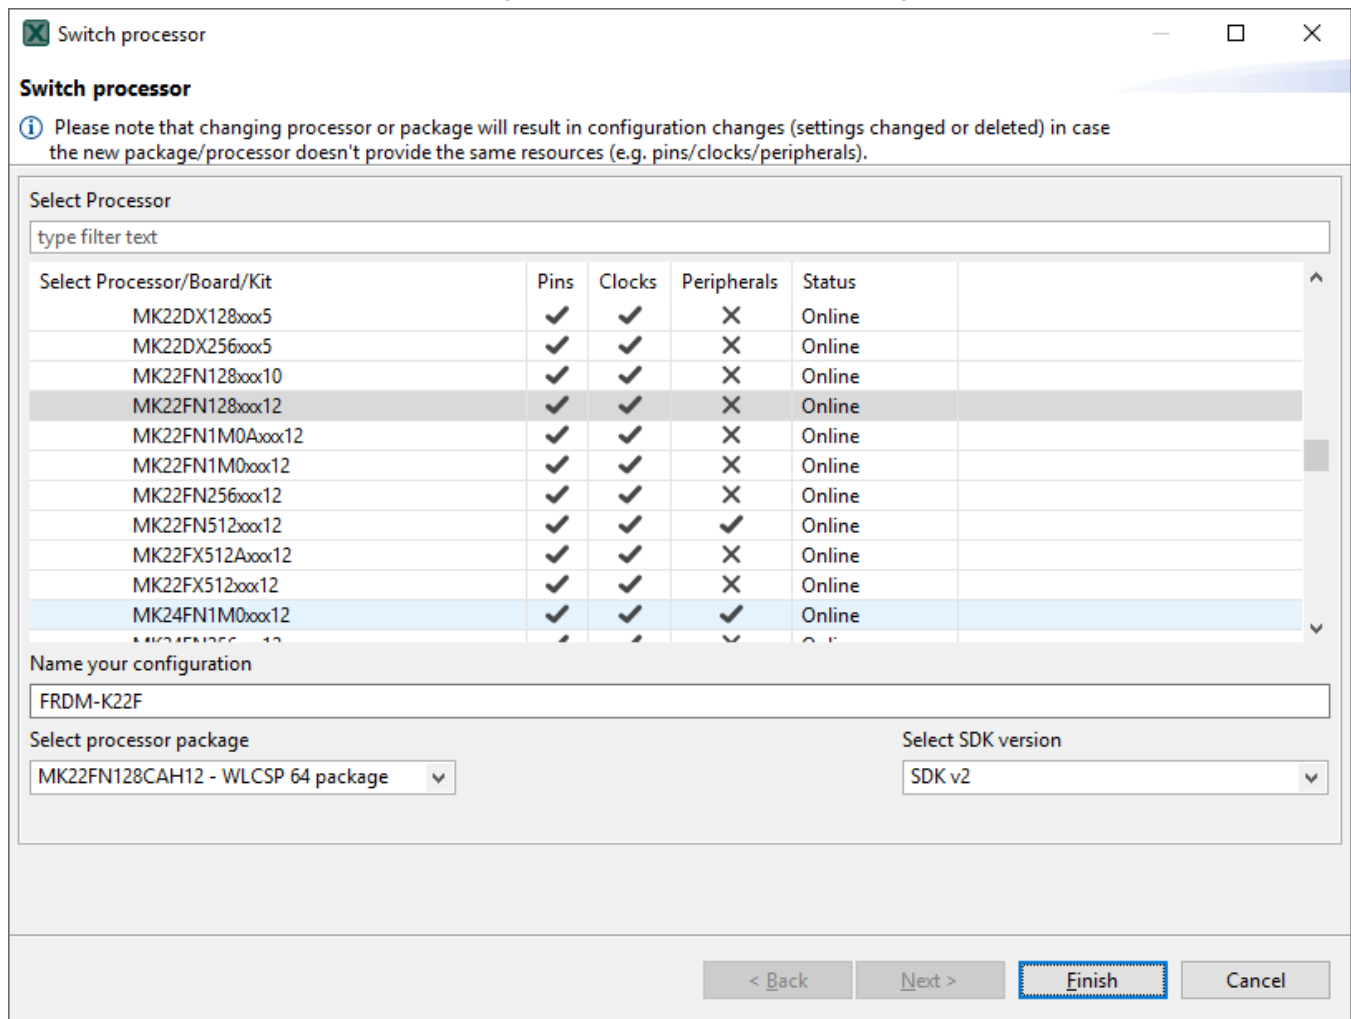 Switch processor
Switch processor
Please note that changing processor or package will result in configuration changes (settings changed or deleted) in case
the new package/processor doesn't provide the same resources (e.g. pins/clocks/peripherals).
Select Processor
type filter text
Select Processor/Board/Kit Pins Clocks Peripherals Status
MK22DX128xxx5 Online
MK22DX256xxx5 Online
MK22FN128xxx10 Online
MK22FN128xxx12 Online
MK22FN1M0Axxx12 Online
MK22FN1M0xxx12 Online
MK22FN256xxx12 Online
MK22FN512xxx12 Online
MK22FX512Axxx12 Online
MK22FX512xxx12 Online
MK24FN1M0xxx12 Online
Name your configuration
FRDM-K22F
Select processor package Select SDK version
MK22FN128CAH12 - WLCSP 64 package SDK v2
< Back Next > Finish Cancel